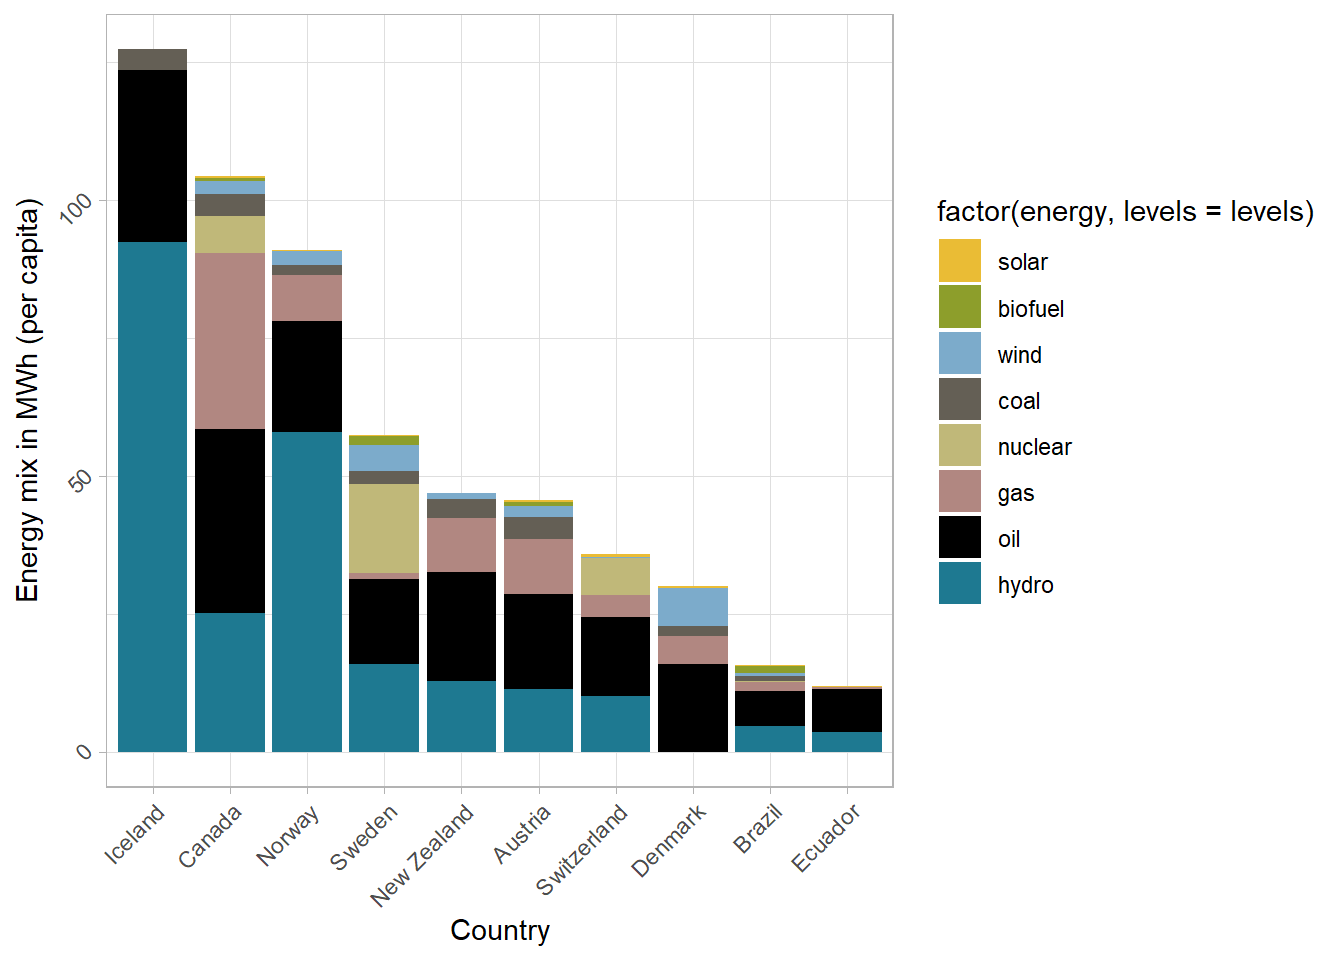 Energy mix in MWh (per capita)
100
50
0
Iceland
Canada
Norway
Sweden
New Zealand
Austria
Switzerland
Denmark
Brazil
Ecuador
Country
factor(energy, levels = levels)
solar
biofuel
wind
coal
nuclear
gas
oil
hydro